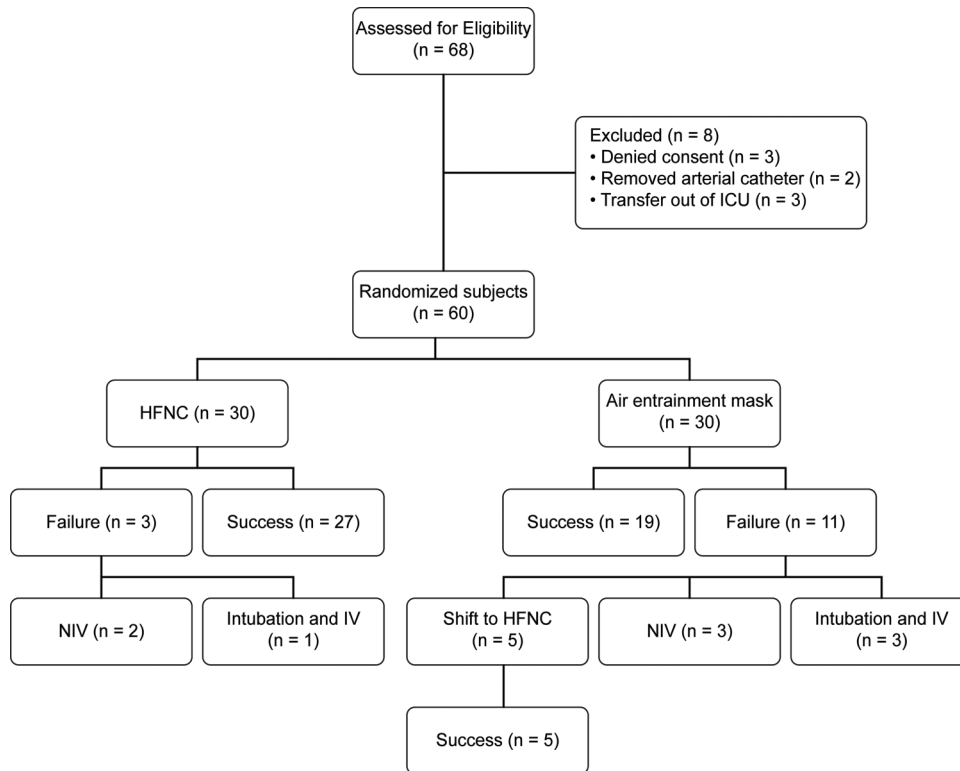 Assessed for Eligibility
(n = 68)
Excluded (n = 8)
• Denied consent (n = 3)
• Removed arterial catheter (n = 2)
• Transfer out of ICU (n = 3)
Randomized subjects
(n = 60)
HFNC (n = 30)
Air entrainment mask
(n = 30)
Failure (n = 3)
Success (n = 27)
Success (n = 19)
Failure (n = 11)
NIV (n = 2)
Intubation and IV
(n = 1)
Shift to HFNC
(n = 5)
NIV (n = 3)
Intubation and IV
(n = 3)
Success (n = 5)